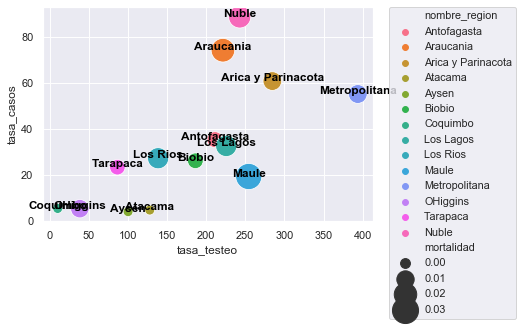 tasa_casos
80
60
40
20
0
Nuble
Araucania
Arica y Parinacota
Metropolitana
Antofagasta
Los Lagos
Los Rios
Biobio
Tarapaca
Maule
Coquimbo
OHiggins
Aysen
Atacama
0 50 100 150 200 250 300 350 400
tasa_testeo
nombre_region
Antofagasta
Araucania
Arica y Parinacota
Atacama
Aysen
Biobio
Coquimbo
Los Lagos
Los Rios
Maule
Metropolitana
OHiggins
Tarapaca
Nuble
mortalidad
0.00
0.01
0.02
0.03